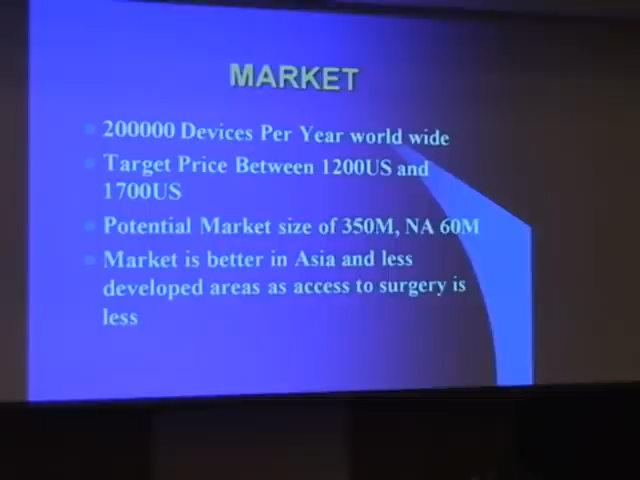 MARKET
200000 Devices Per Year world wide
Target Price Between 1200US and
1700US
Potential Market size of 350M, NA 60M
Market is better in Asia and less
developed areas as access to surgery is
less